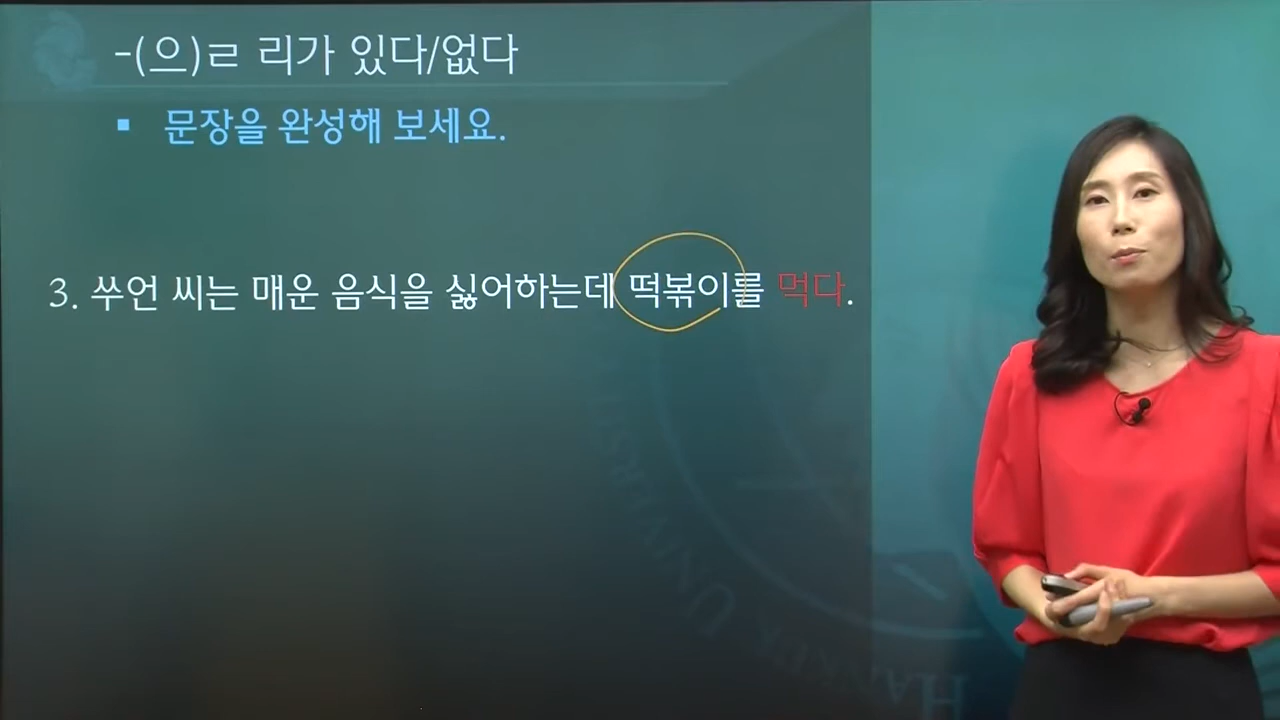 -(으)ㄹ 리가 있다/없다
▪ 문장을 완성해 보세요.
3. 쑤언 씨는 매운 음식을 싫어하는데 떡볶이를 먹다.